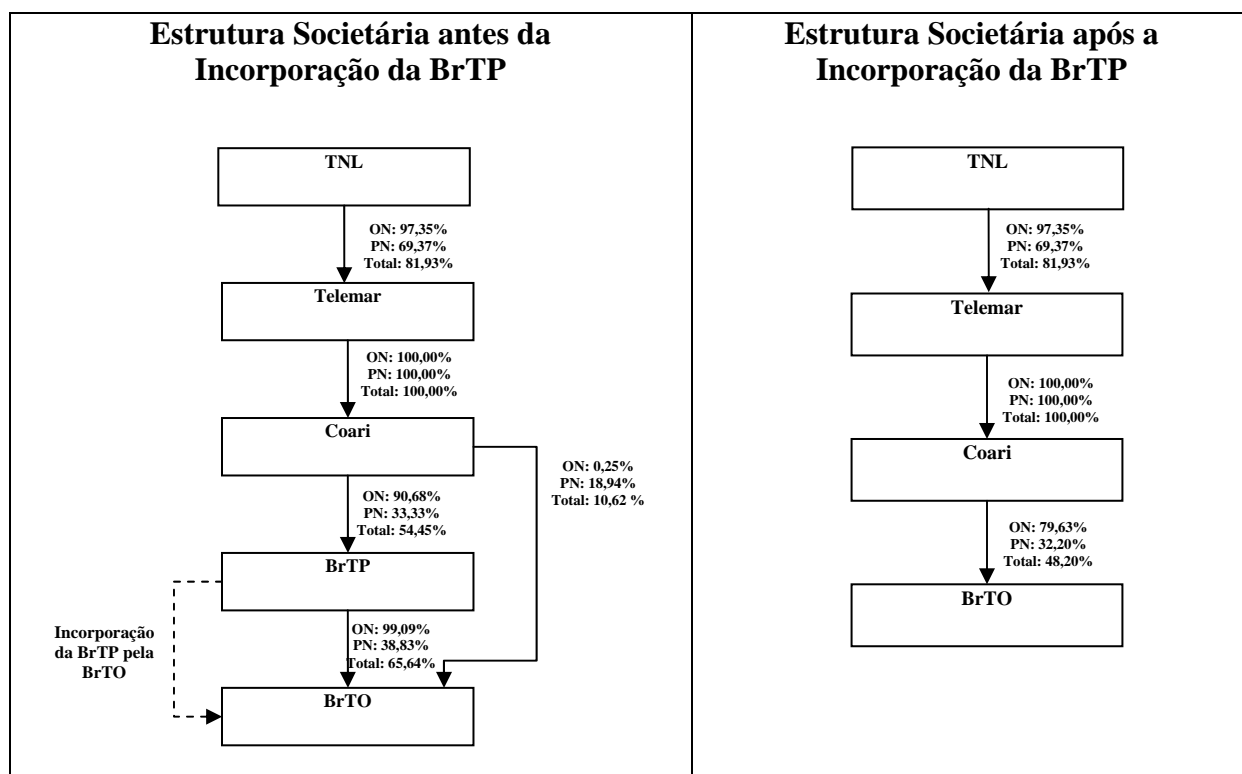 Estrutura Societária antes da
Incorporação da BrTP
TNL
ON: 97,35%
PN: 69,37%
Total: 81,93%
Telemar
ON: 100,00%
PN: 100,00%
Total: 100,00%
Coari
ON: 0,25%
PN: 18,94%
Total: 10,62 %
ON: 90,68%
PN: 33,33%
Total: 54,45%
BrTP
Incorporação
da BrTP pela
BrTO
ON: 99,09%
PN: 38,83%
Total: 65,64%
BrTO
Estrutura Societária após a
Incorporação da BrTP
TNL
ON: 97,35%
PN: 69,37%
Total: 81,93%
Telemar
ON: 100,00%
PN: 100,00%
Total: 100,00%
Coari
ON: 79,63%
PN: 32,20%
Total: 48,20%
BrTO